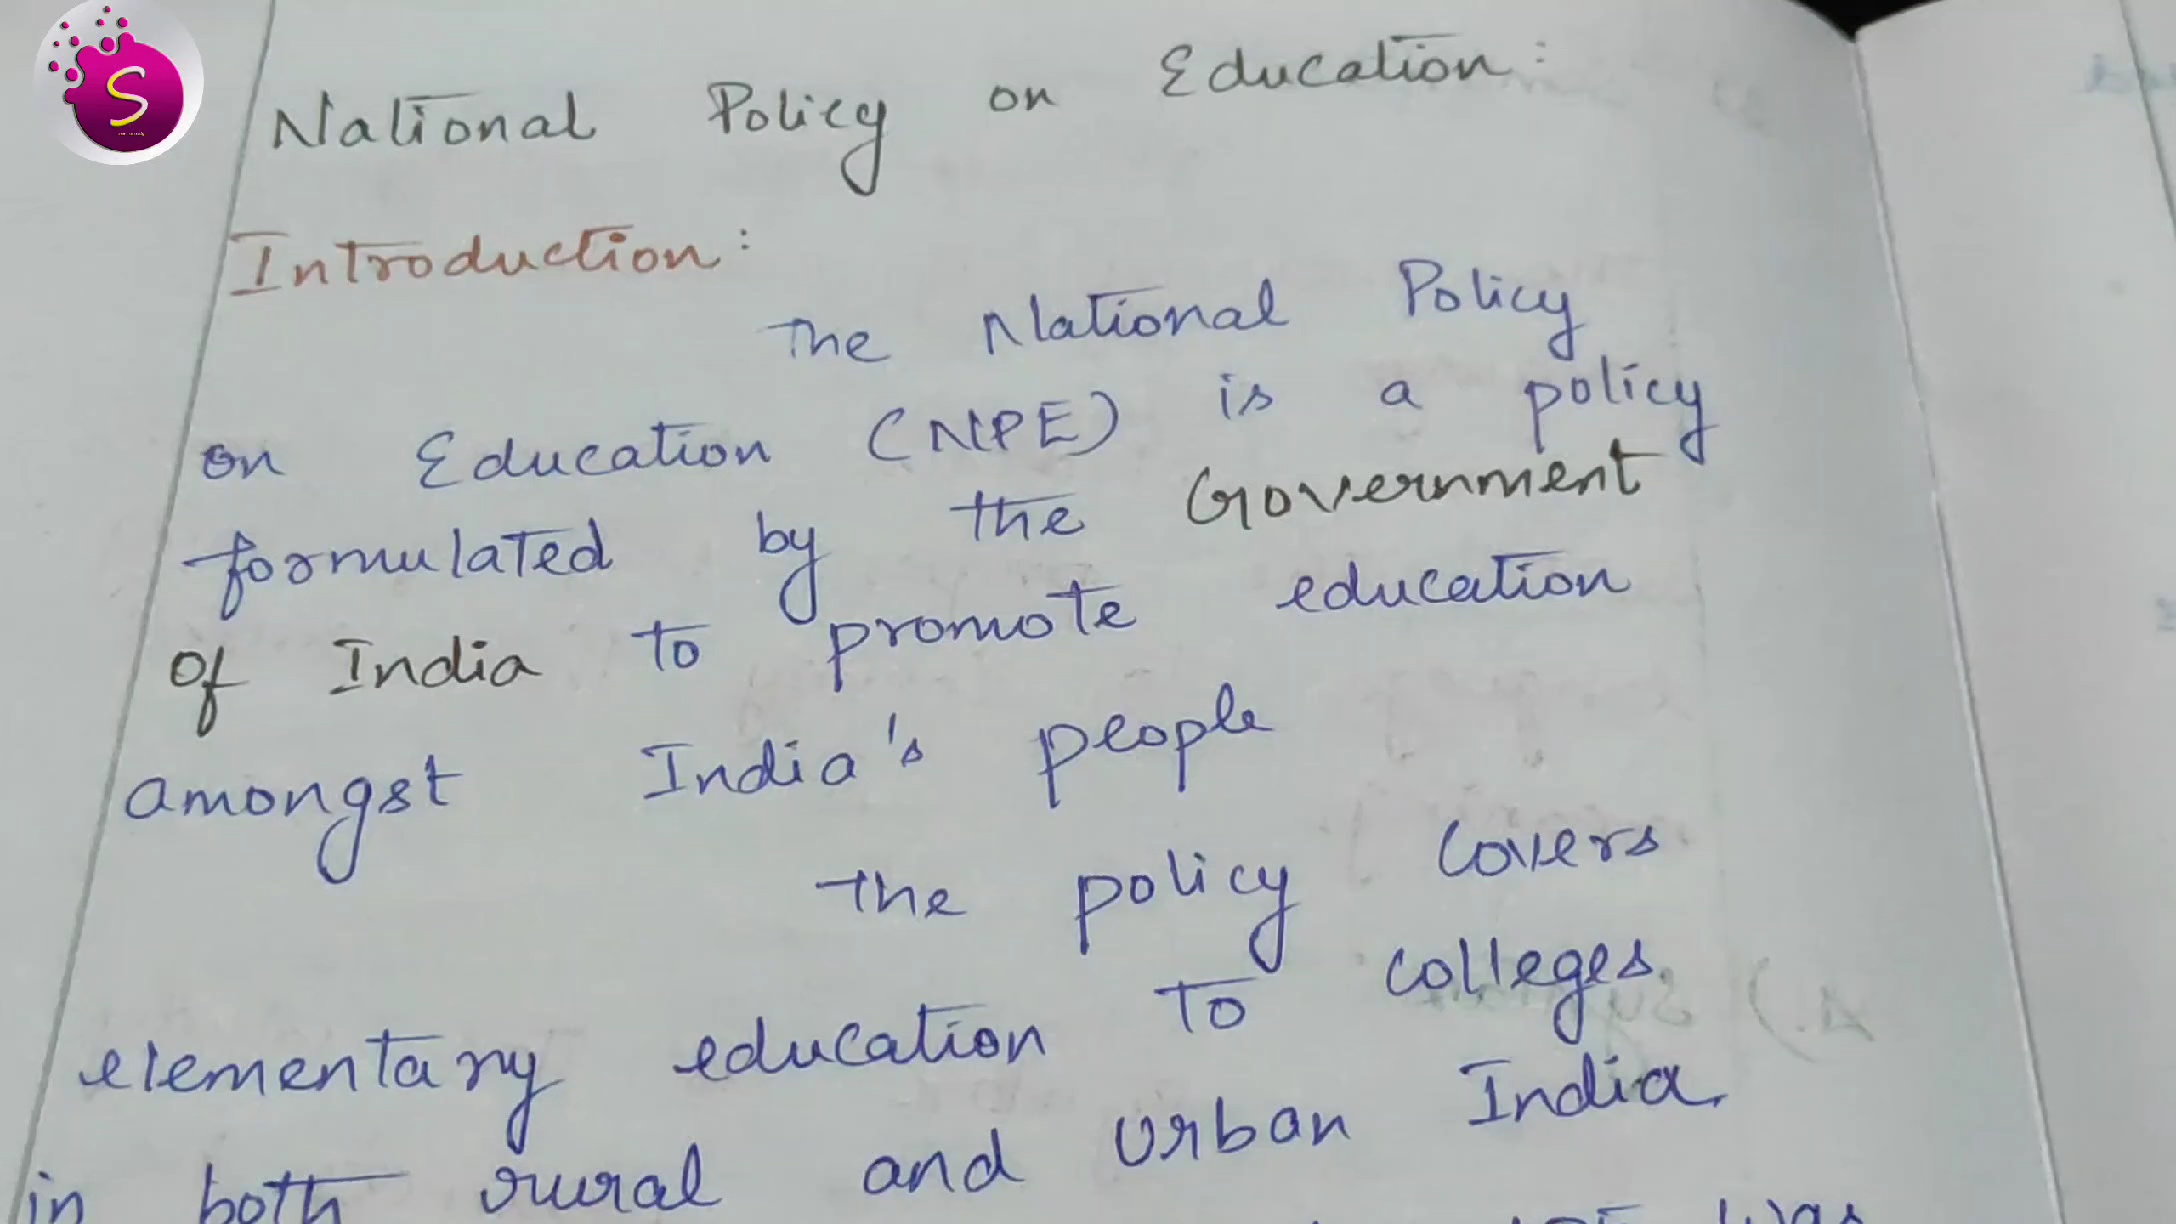 S
National Policy on Education:
Introduction:
The National Policy
on Education (NPE) is a policy
formulated by the Government
of India to promote education
amongst India's people
The policy covers
elementary education to colleges
in both rural and urban India.
was